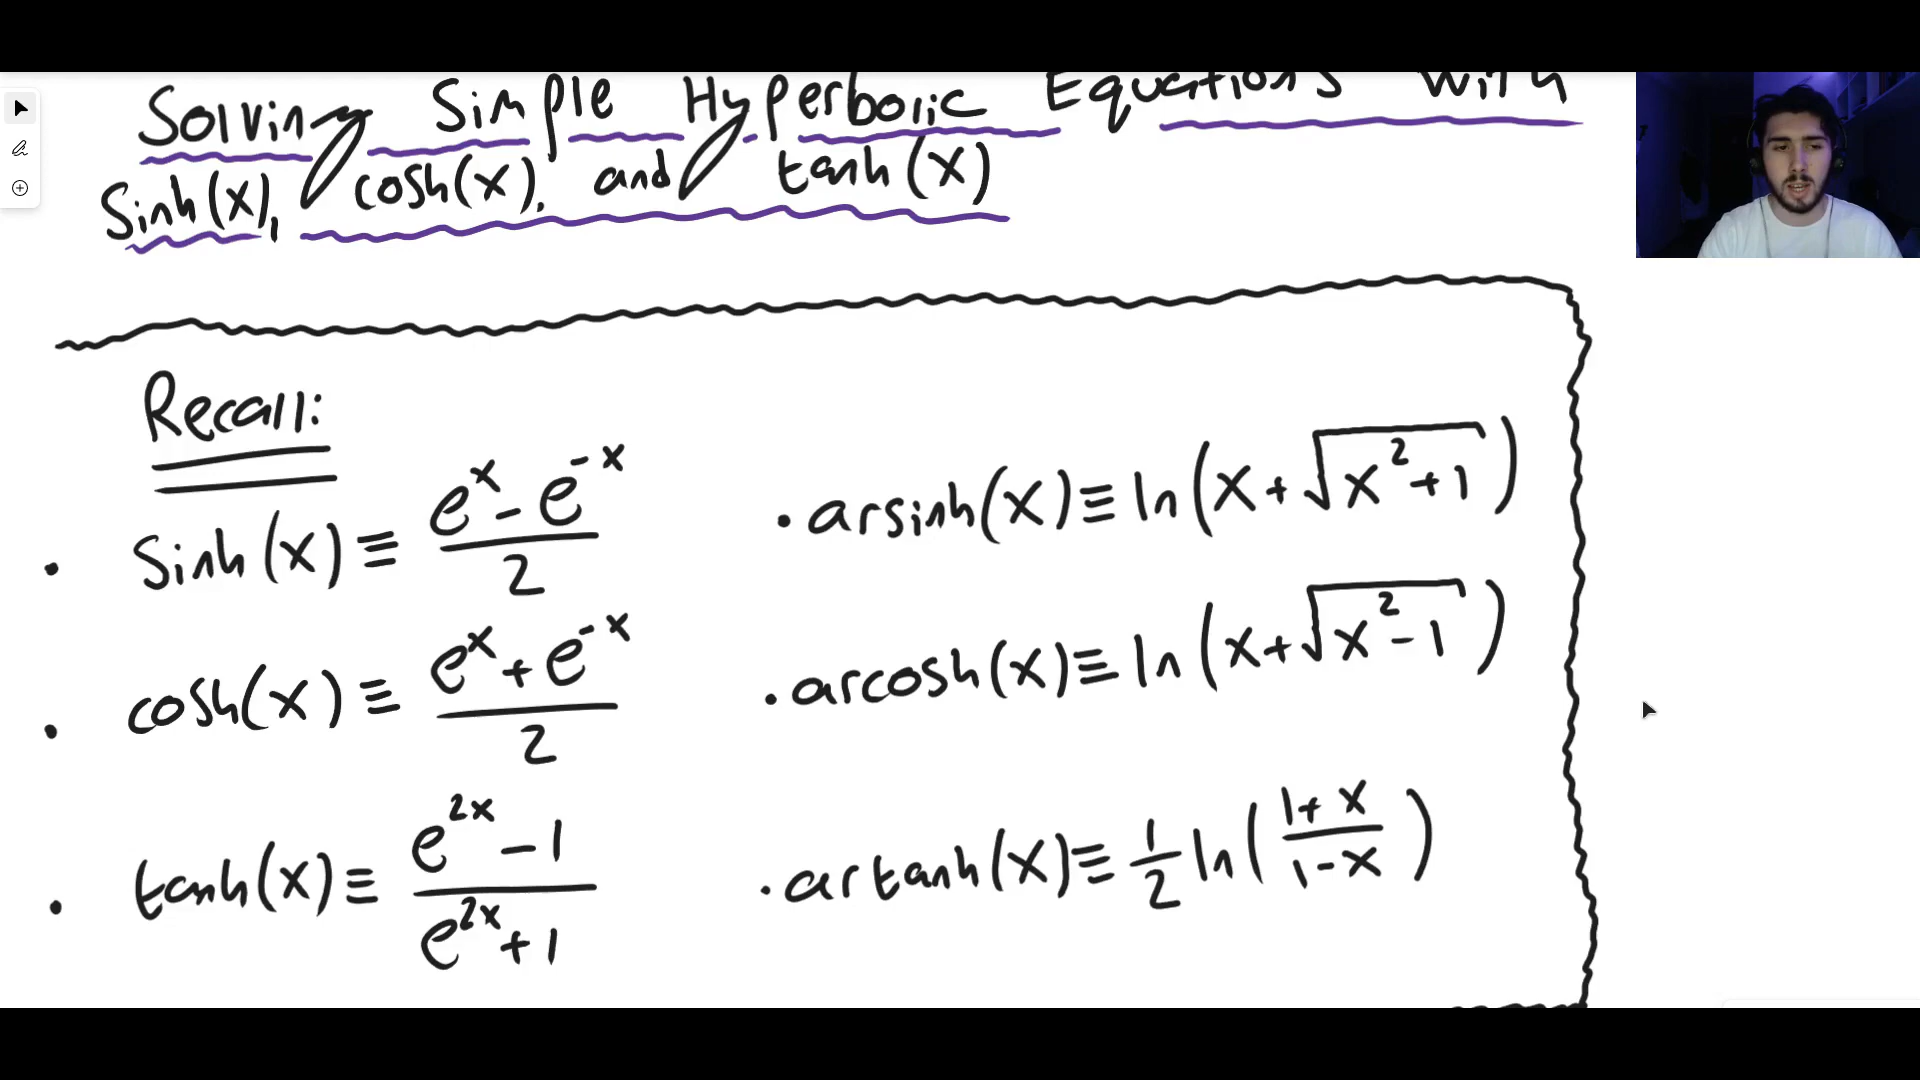 Solving Simple Hyperbolic Equations with
Sinh(x), cosh(x), and tanh(x)
Recall:
• Sinh(x) ≡ (e^x - e^-x)/2
• arsinh(x) ≡ ln(x + √(x^2 + 1))
• cosh(x) ≡ (e^x + e^-x)/2
• arcosh(x) ≡ ln(x + √(x^2 - 1))
• tanh(x) ≡ (e^2x - 1)/(e^2x + 1)
• artanh(x) ≡ 1/2 ln((1 + x)/(1 - x))